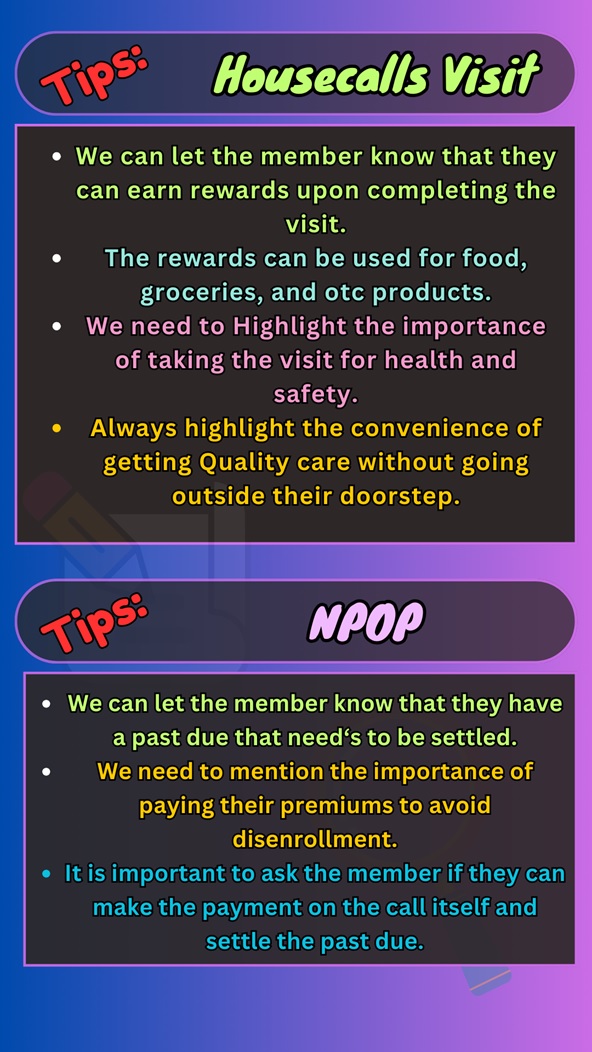 Tips:
Housecalls Visit
• We can let the member know that they
can earn rewards upon completing the
visit.
• The rewards can be used for food,
groceries, and otc products.
• We need to Highlight the importance
of taking the visit for health and
safety.
• Always highlight the convenience of
getting Quality care without going
outside their doorstep.
Tips:
NPOP
• We can let the member know that they have
a past due that need‘s to be settled.
• We need to mention the importance of
paying their premiums to avoid
disenrollment.
• It is important to ask the member if they can
make the payment on the call itself and
settle the past due.